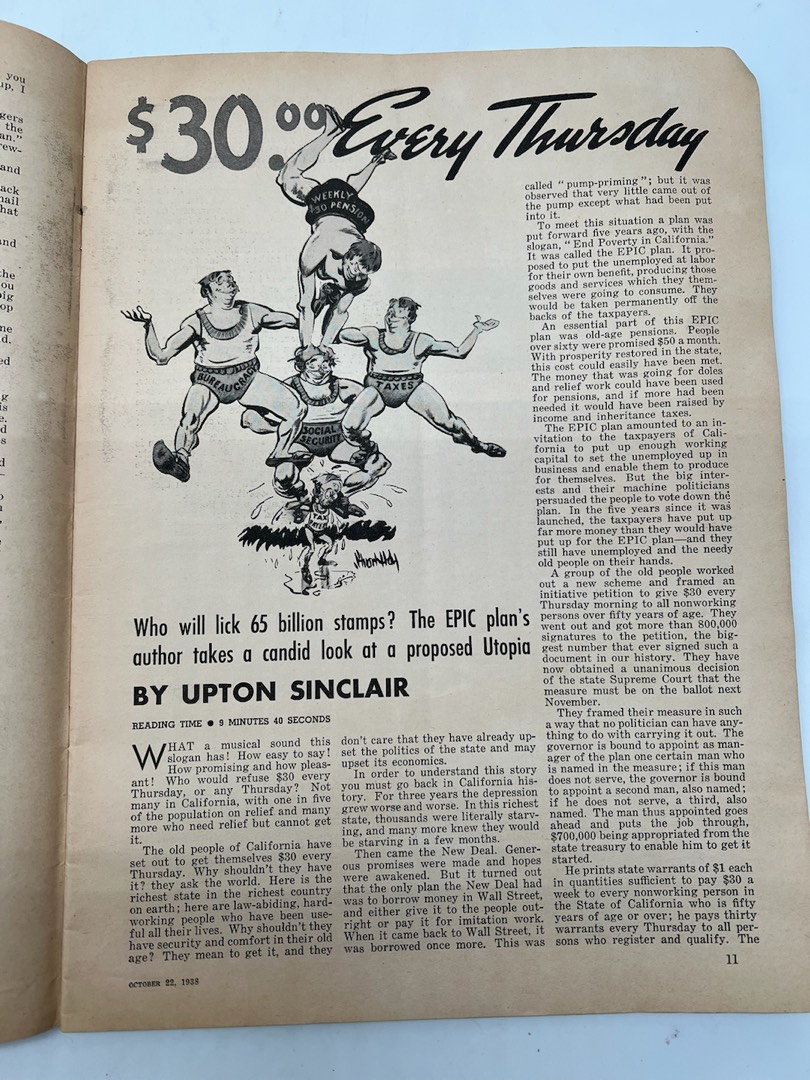 you
up, I
gers
the
an."
rew-
and
ack
nail
hat
and
the
ou
big
op
ne
d.
ed
g
is
e.
d
s
d
$30.00 Every Thursday
WEEKLY
$30 PENSION
BUREAUCRACY
TAXES
SOCIAL
SECURITY
TAX
PAYER
Who will lick 65 billion stamps? The EPIC plan's
author takes a candid look at a proposed Utopia
BY UPTON SINCLAIR
READING TIME ● 9 MINUTES 40 SECONDS
WHAT a musical sound this
slogan has! How easy to say!
How promising and how pleas-
ant! Who would refuse $30 every
Thursday, or any Thursday? Not
many in California, with one in five
of the population on relief and many
more who need relief but cannot get
it.
The old people of California have
set out to get themselves $30 every
Thursday. Why shouldn't they have
it? they ask the world. Here is the
richest state in the richest country
on earth; here are law-abiding, hard-
working people who have been use-
ful all their lives. Why shouldn't they
have security and comfort in their old
age? They mean to get it, and they
don't care that they have already up-
set the politics of the state and may
upset its economics.
In order to understand this story
you must go back in California his-
tory. For three years the depression
grew worse and worse. In this richest
state, thousands were literally starv-
ing, and many more knew they would
be starving in a few months.
Then came the New Deal. Gener-
ous promises were made and hopes
were awakened. But it turned out
that the only plan the New Deal had
was to borrow money in Wall Street,
and either give it to the people out-
right or pay it for imitation work.
When it came back to Wall Street, it
was borrowed once more. This was
called "pump-priming"; but it was
observed that very little came out of
the pump except what had been put
into it.
To meet this situation a plan was
put forward five years ago, with the
slogan, "End Poverty in California."
It was called the EPIC plan. It pro-
posed to put the unemployed at labor
for their own benefit, producing those
goods and services which they them-
selves were going to consume. They
would be taken permanently off the
backs of the taxpayers.
An essential part of this EPIC
plan was old-age pensions. People
over sixty were promised $50 a month.
With prosperity restored in the state,
this cost could easily have been met.
The money that was going for doles
and relief work could have been used
for pensions, and if more had been
needed it would have been raised by
income and inheritance taxes.
The EPIC plan amounted to an in-
vitation to the taxpayers of Cali-
fornia to put up enough working
capital to set the unemployed up in
business and enable them to produce
for themselves. But the big inter-
ests and their machine politicians
persuaded the people to vote down the
plan. In the five years since it was
launched, the taxpayers have put up
far more money than they would have
put up for the EPIC plan—and they
still have unemployed and the needy
old people on their hands.
A group of the old people worked
out a new scheme and framed an
initiative petition to give $30 every
Thursday morning to all nonworking
persons over fifty years of age. They
went out and got more than 800,000
signatures to the petition, the big-
gest number that ever signed such a
document in our history. They have
now obtained a unanimous decision
of the state Supreme Court that the
measure must be on the ballot next
November.
They framed their measure in such
a way that no politician can have any-
thing to do with carrying it out. The
governor is bound to appoint as man-
ager of the plan one certain man who
is named in the measure; if this man
does not serve, the governor is bound
to appoint a second man, also named;
if he does not serve, a third, also
named. The man thus appointed goes
ahead and puts the job through,
$700,000 being appropriated from the
state treasury to enable him to get it
started.
He prints state warrants of $1 each
in quantities sufficient to pay $30 a
week to every nonworking person in
the State of California who is fifty
years of age or over; he pays thirty
warrants every Thursday to all per-
sons who register and qualify. The
11
OCTOBER 22, 1938